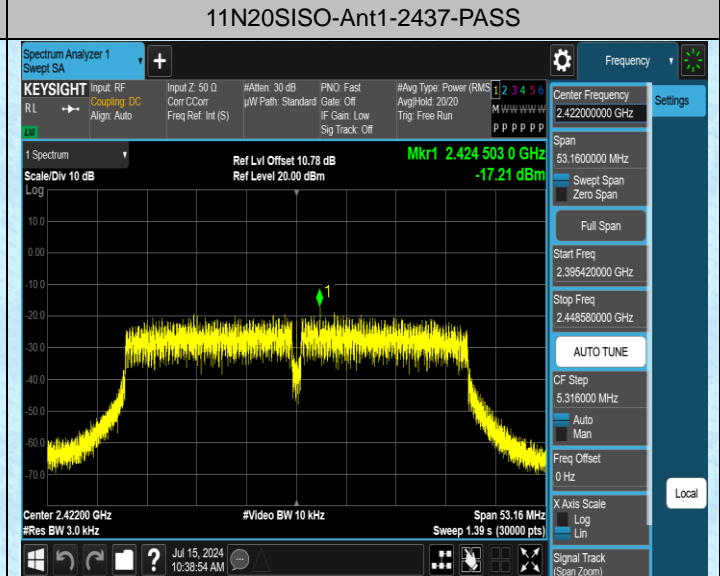 11N20SISO-Ant1-2437-PASS
Spectrum Analyzer 1
Swept SA
+
Frequency
KEYSIGHT
RL
LXI
Input: RF
Coupling: DC
Align: Auto
Input Z: 50 Ω
Corr CCorr
Freq Ref: Int (S)
#Atten: 30 dB
µW Path: Standard
PNO: Fast
Gate: Off
IF Gain: Low
Sig Track: Off
#Avg Type: Power (RMS
Avg|Hold: 20/20
Trig: Free Run
1 2 3 4 5 6
M W W W W W
P P P P P P
1 Spectrum
Scale/Div 10 dB
Log
Ref Lvl Offset 10.78 dB
Ref Level 20.00 dBm
Mkr1 2.424 503 0 GHz
-17.21 dBm
10.0
0.00
-10.0
-20.0
-30.0
-40.0
-50.0
-60.0
-70.0
1
Center 2.42200 GHz
#Res BW 3.0 kHz
#Video BW 10 kHz
Span 53.16 MHz
Sweep 1.39 s (30000 pts)
Center Frequency
2.422000000 GHz
Span
53.1600000 MHz
Swept Span
Zero Span
Full Span
Start Freq
2.395420000 GHz
Stop Freq
2.448580000 GHz
AUTO TUNE
CF Step
5.316000 MHz
Auto
Man
Freq Offset
0 Hz
X Axis Scale
Log
Lin
Signal Track
(Span Zoom)
Settings
Local
?
Jul 15, 2024
10:38:54 AM